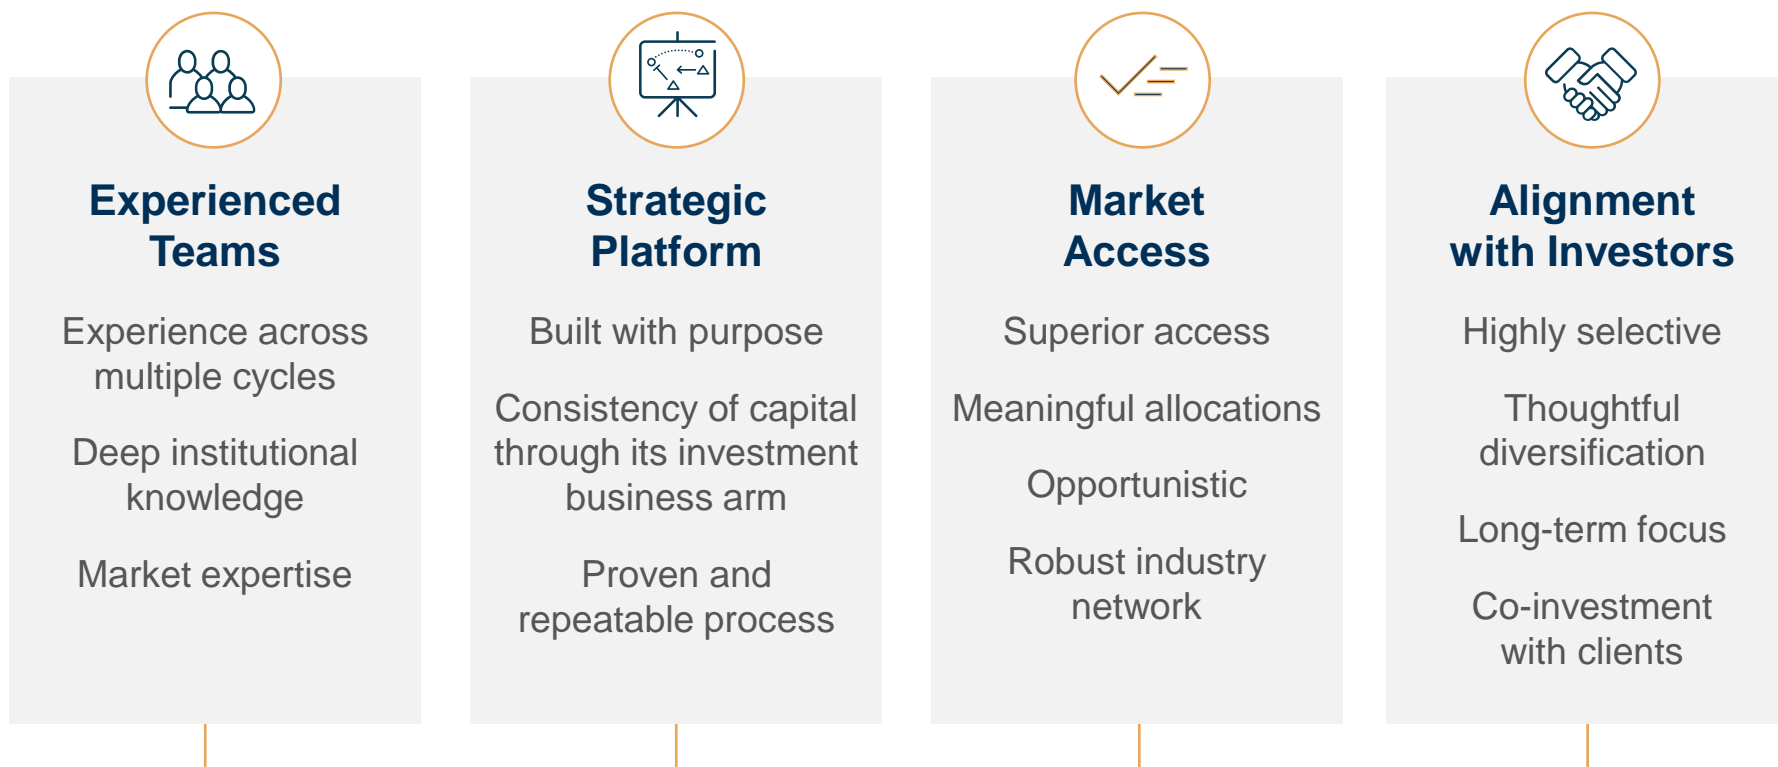 Experienced
Teams
Experience across
multiple cycles
Deep institutional
knowledge
Market expertise
Strategic
Platform
Built with purpose
Consistency of capital
through its investment
business arm
Proven and
repeatable process
Market
Access
Superior access
Meaningful allocations
Opportunistic
Robust industry
network
Alignment
with Investors
Highly selective
Thoughtful
diversification
Long-term focus
Co-investment
with clients